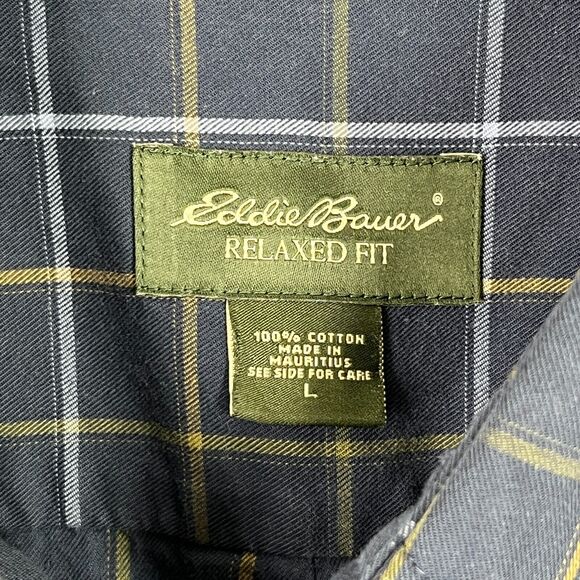 Eddie Bauer®
RELAXED FIT
100% COTTON
MADE IN
MAURITIUS
SEE SIDE FOR CARE
L